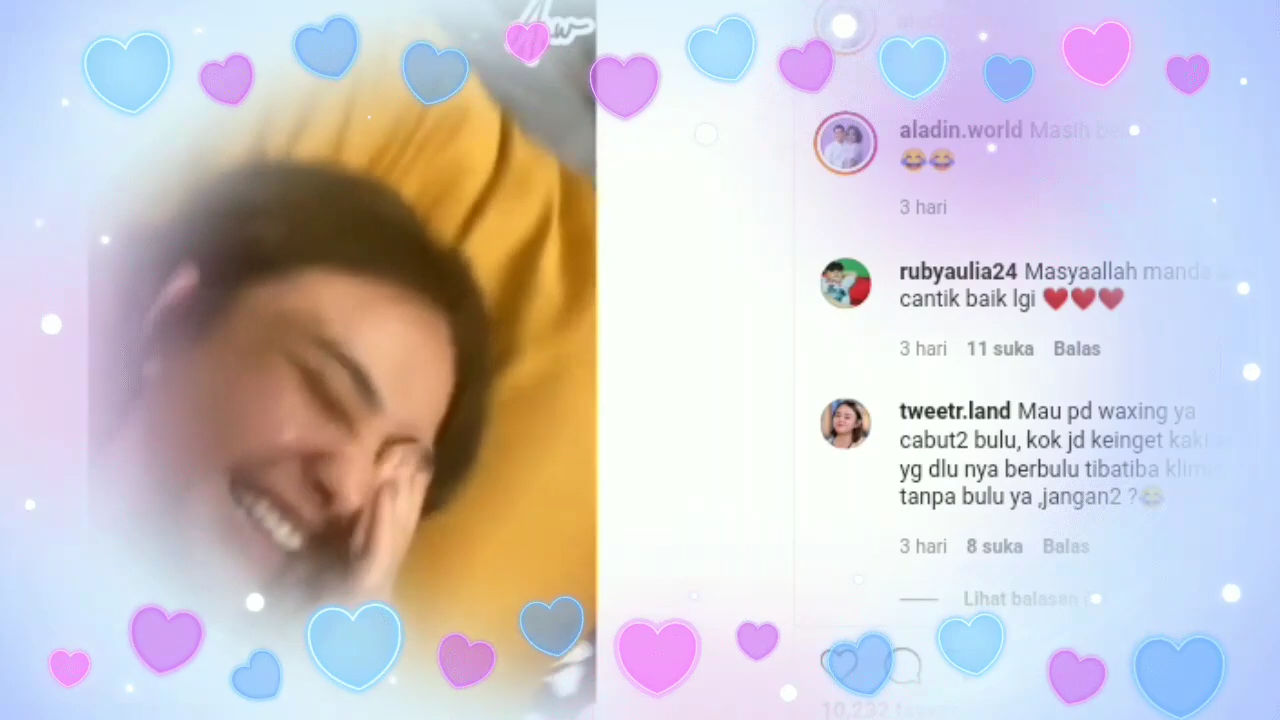 aladin.world Masih
😂😂
3 hari
rubyaulia24 Masyaallah manda
cantik baik lgi ❤️❤️❤️
3 hari 11 suka Balas
tweetr.land Mau pd waxing ya
cabut2 bulu, kok jd keinget kaki
yg dlu nya berbulu tibatiba
tanpa bulu ya ,jangan2 ?😂
3 hari 8 suka Balas
Lihat balasan
10.232